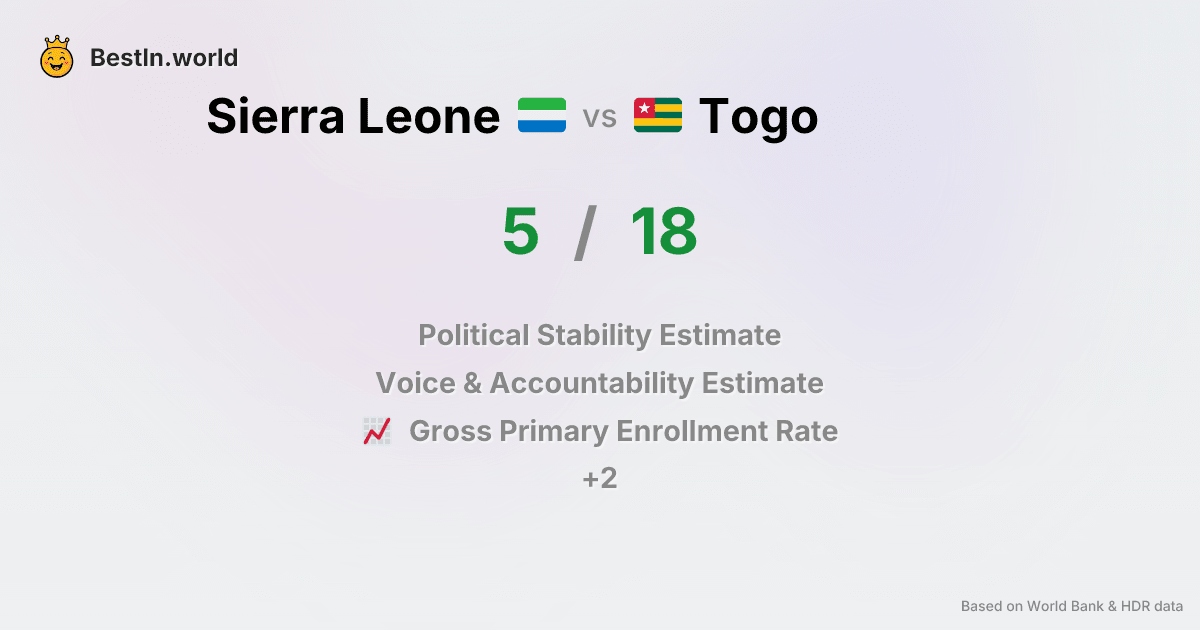 BestIn.world
Sierra Leone vs Togo
5 / 18
Political Stability Estimate
Voice & Accountability Estimate
Gross Primary Enrollment Rate
+2
Based on World Bank & HDR data